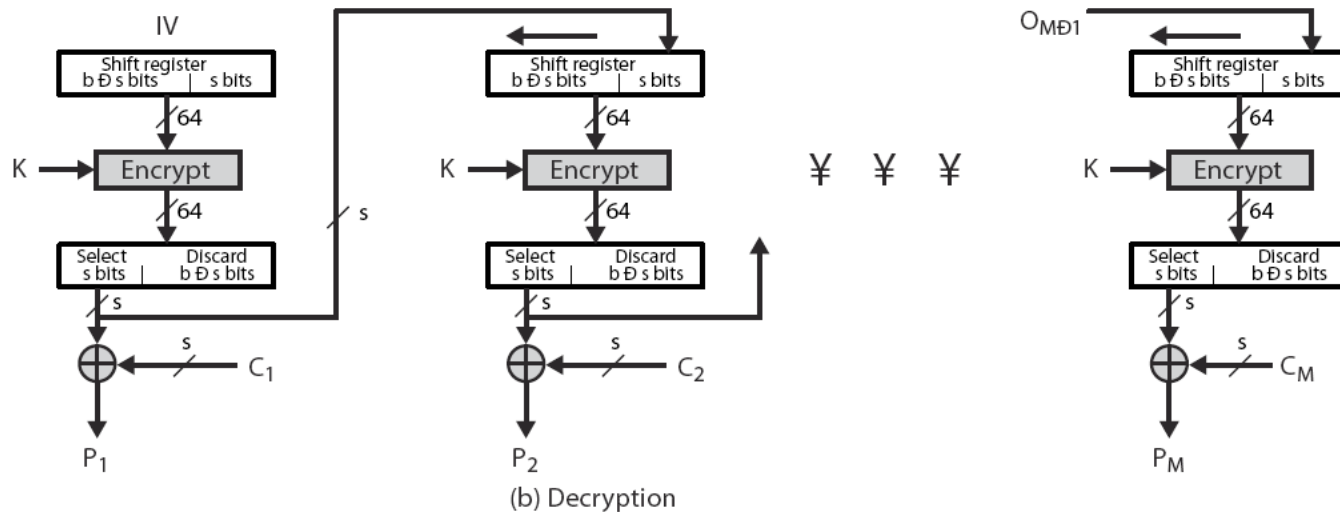 IV
Shift register
b Ð s bits | s bits
64
K
Encrypt
64
Select
s bits
Discard
b Ð s bits
s
s
C1
P1
s
Shift register
b Ð s bits | s bits
64
K
Encrypt
64
Select
s bits
Discard
b Ð s bits
s
s
C2
P2
¥ ¥ ¥
OMÐ1
Shift register
b Ð s bits | s bits
64
K
Encrypt
64
Select
s bits
Discard
b Ð s bits
s
s
CM
PM
(b) Decryption